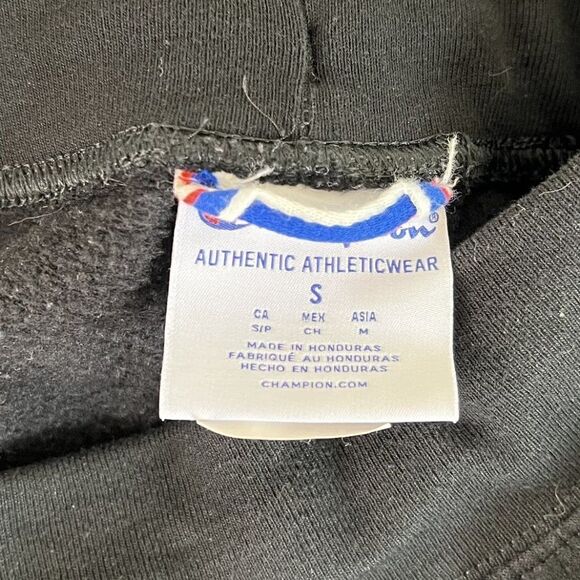 AUTHENTIC ATHLETICWEAR
S
CA MEX ASIA
S/P CH M
MADE IN HONDURAS
FABRIQUÉ AU HONDURAS
HECHO EN HONDURAS
CHAMPION.COM